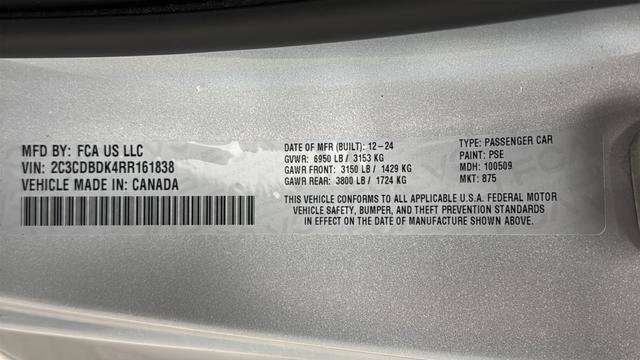 MFD BY: FCA US LLC
VIN: 2C3CDBDK4RR161838
VEHICLE MADE IN: CANADA
DATE OF MFR (BUILT): 12-24
GVWR: 6950 LB / 3153 KG
GAWR FRONT: 3150 LB / 1429 KG
GAWR REAR: 3800 LB / 1724 KG
TYPE: PASSENGER CAR
PAINT: PSE
MDH: 100509
MKT: 875
THIS VEHICLE CONFORMS TO ALL APPLICABLE U.S.A. FEDERAL MOTOR
VEHICLE SAFETY, BUMPER, AND THEFT PREVENTION STANDARDS
IN EFFECT ON THE DATE OF MANUFACTURE SHOWN ABOVE.